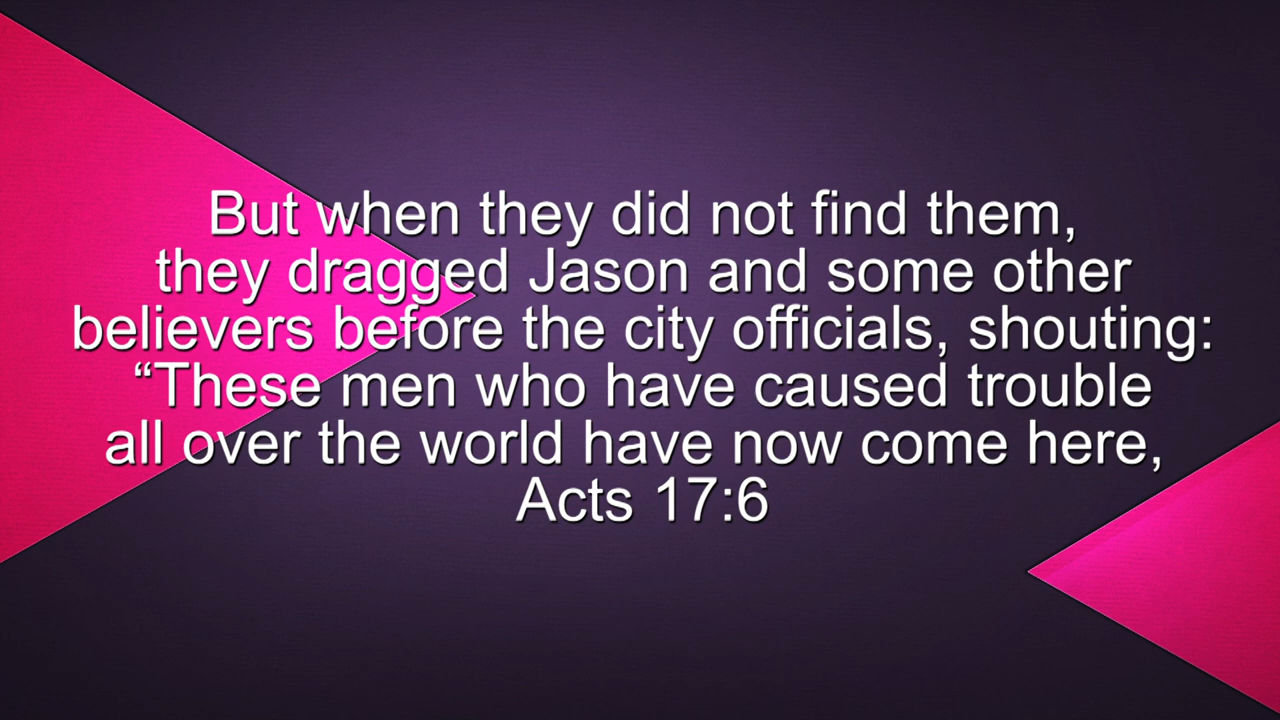 But when they did not find them,
they dragged Jason and some other
believers before the city officials, shouting:
“These men who have caused trouble
all over the world have now come here,
Acts 17:6